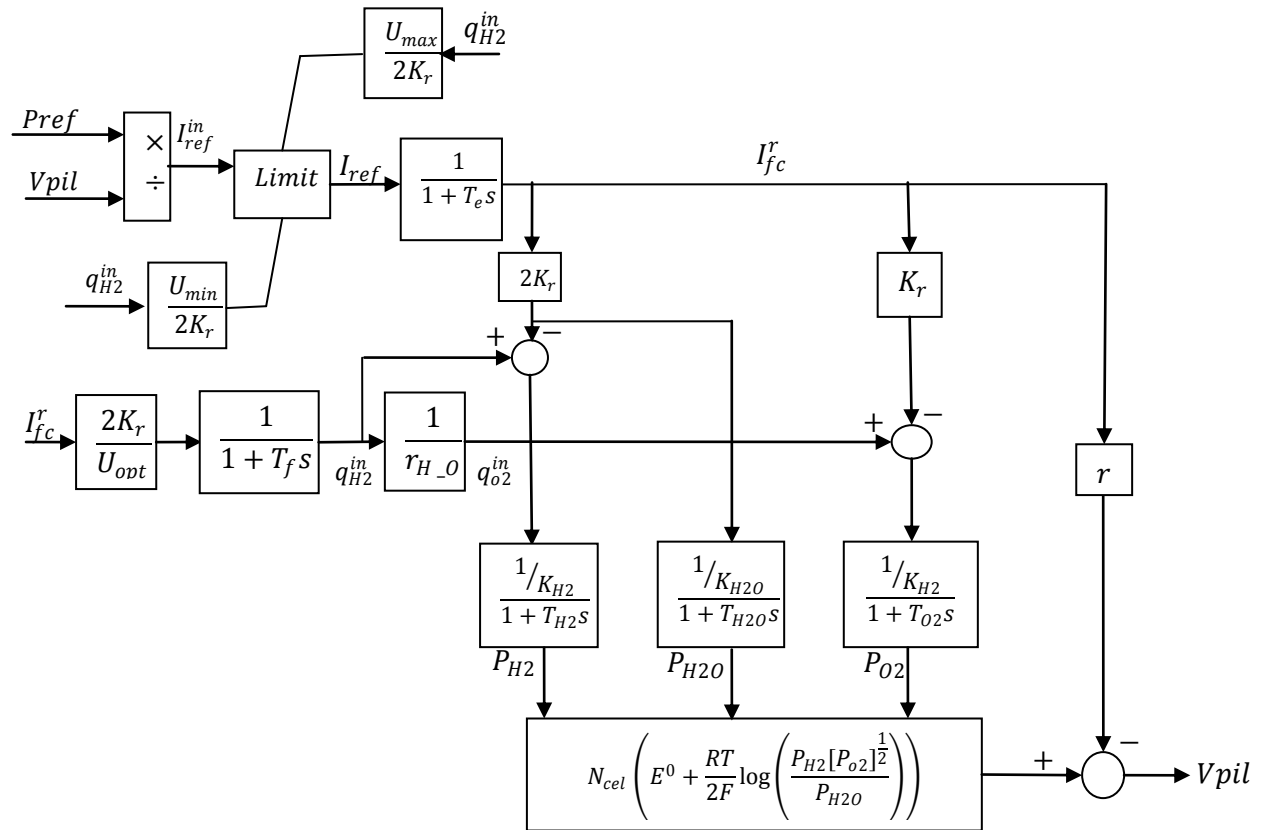 U_max / 2K_r
q_H2^in
Pref
Vpil
×
÷
I_ref^in
Limit
I_ref
1 / 1 + T_e s
I_fc^r
q_H2^in
U_min / 2K_r
2K_r
K_r
+
−
I_fc^r
2K_r / U_opt
1 / 1 + T_f s
q_H2^in
1 / r_H_O
q_o2^in
+
−
r
1/K_H2 / 1 + T_H2 s
1/K_H2O / 1 + T_H2O s
1/K_H2 / 1 + T_O2 s
P_H2
P_H2O
P_O2
N_cel ( E^0 + RT/2F log ( P_H2 [P_o2]^1/2 / P_H2O ) )
+
−
Vpil